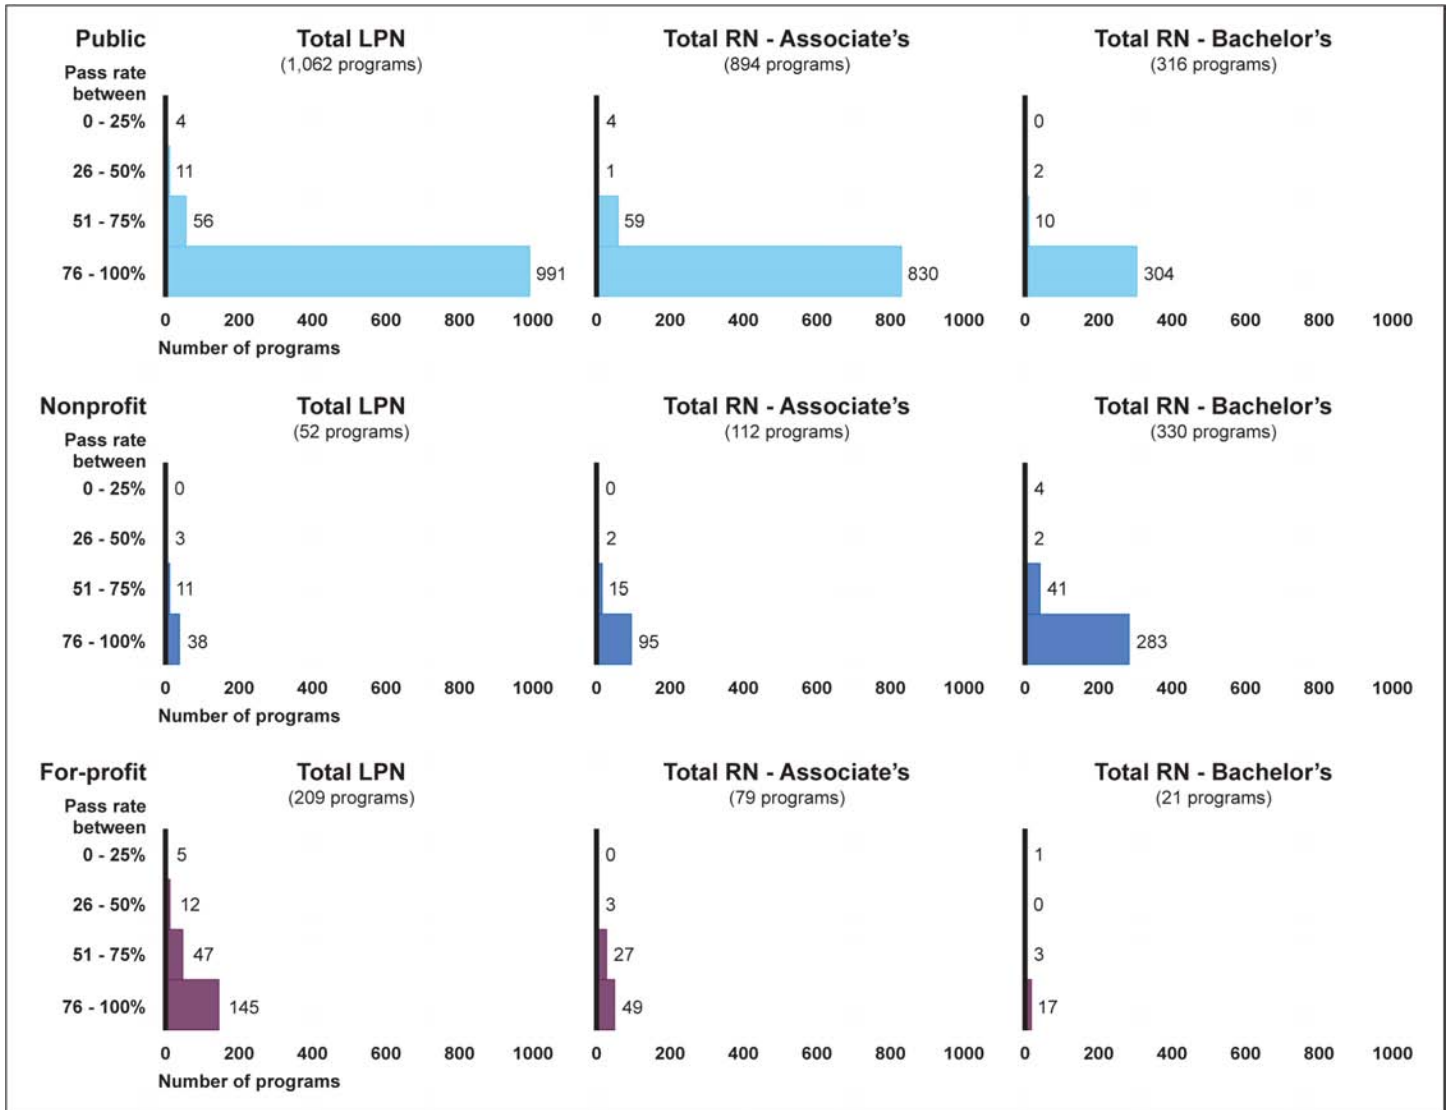 Public Total LPN Total RN - Associate's Total RN - Bachelor's
(1,062 programs) (894 programs) (316 programs)
Pass rate
between
0 - 25% 4 4 0
26 - 50% 11 1 2
51 - 75% 56 59 10
76 - 100% 991 830 304
0 200 400 600 800 1000 0 200 400 600 800 1000 0 200 400 600 800 1000
Number of programs
Nonprofit Total LPN Total RN - Associate's Total RN - Bachelor's
(52 programs) (112 programs) (330 programs)
Pass rate
between
0 - 25% 0 0 4
26 - 50% 3 2 2
51 - 75% 11 15 41
76 - 100% 38 95 283
0 200 400 600 800 1000 0 200 400 600 800 1000 0 200 400 600 800 1000
Number of programs
For-profit Total LPN Total RN - Associate's Total RN - Bachelor's
(209 programs) (79 programs) (21 programs)
Pass rate
between
0 - 25% 5 0 1
26 - 50% 12 3 0
51 - 75% 47 27 3
76 - 100% 145 49 17
0 200 400 600 800 1000 0 200 400 600 800 1000 0 200 400 600 800 1000
Number of programs